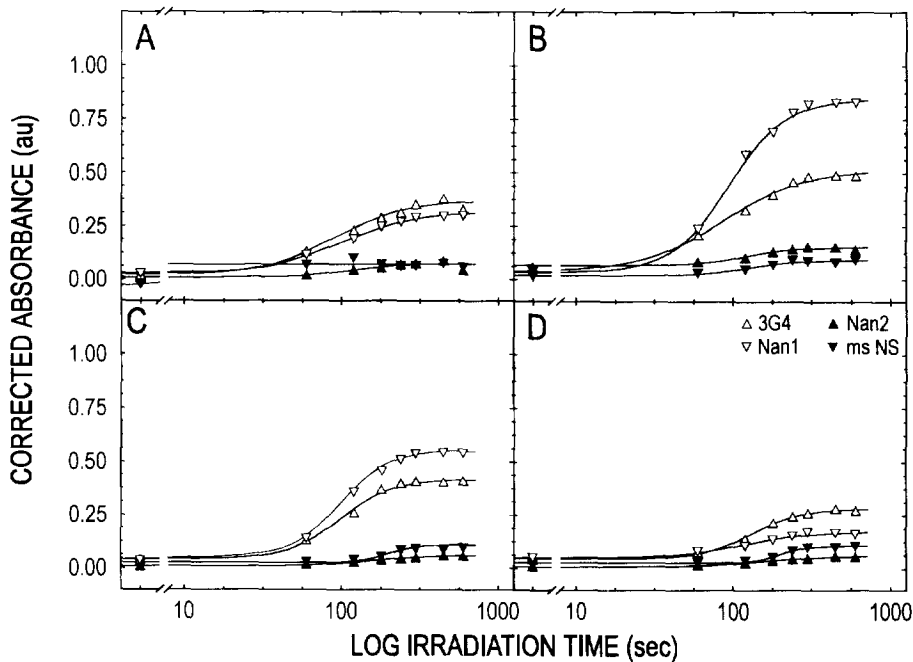 A
B
1.00
0.75
0.50
0.25
0.00
C
D
△ 3G4 ▲ Nan2
▽ Nan1 ▼ ms NS
1.00
0.75
0.50
0.25
0.00
10 100 1000 10 100 1000
CORRECTED ABSORBANCE (au)
LOG IRRADIATION TIME (sec)